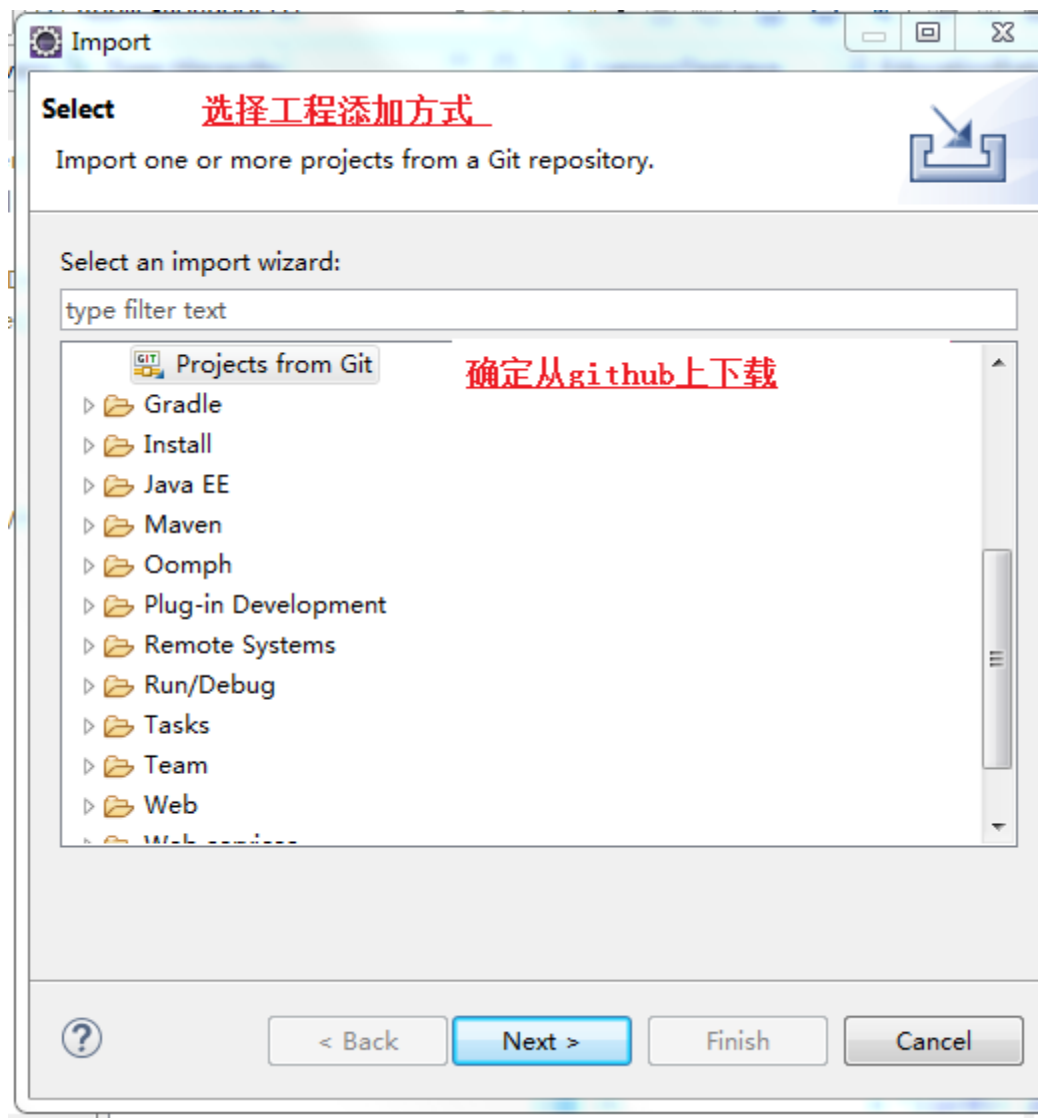 Import
Select 选择工程添加方式
Import one or more projects from a Git repository.
Select an import wizard:
type filter text
GIT Projects from Git 确定从github上下载
Gradle
Install
Java EE
Maven
Oomph
Plug-in Development
Remote Systems
Run/Debug
Tasks
Team
Web
Web services
? < Back Next > Finish Cancel